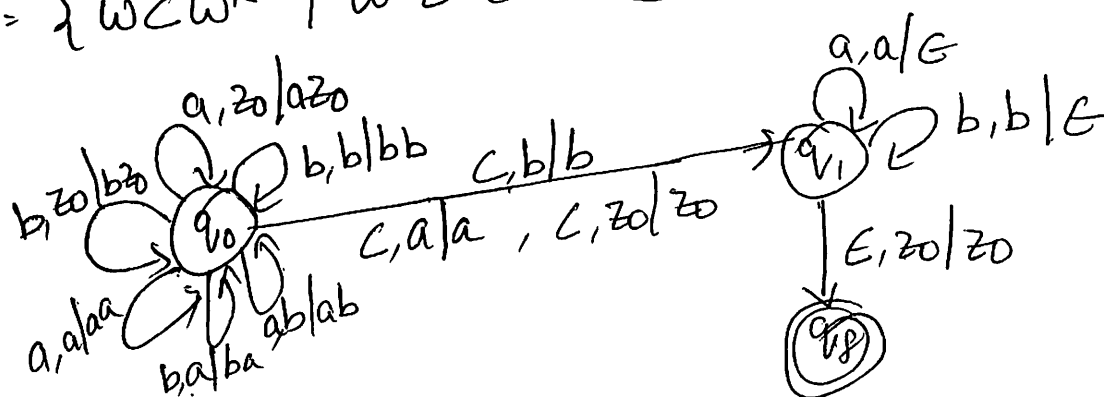 = { wcw
a, z0/az0
b, b/bb
b, z0/bz0
q0
a, a/aa
b, a/ba
a, b/ab
c, b/b
c, a/a , c, z0/z0
a, a/ϵ
b, b/ϵ
q1
ϵ, z0/z0
qf